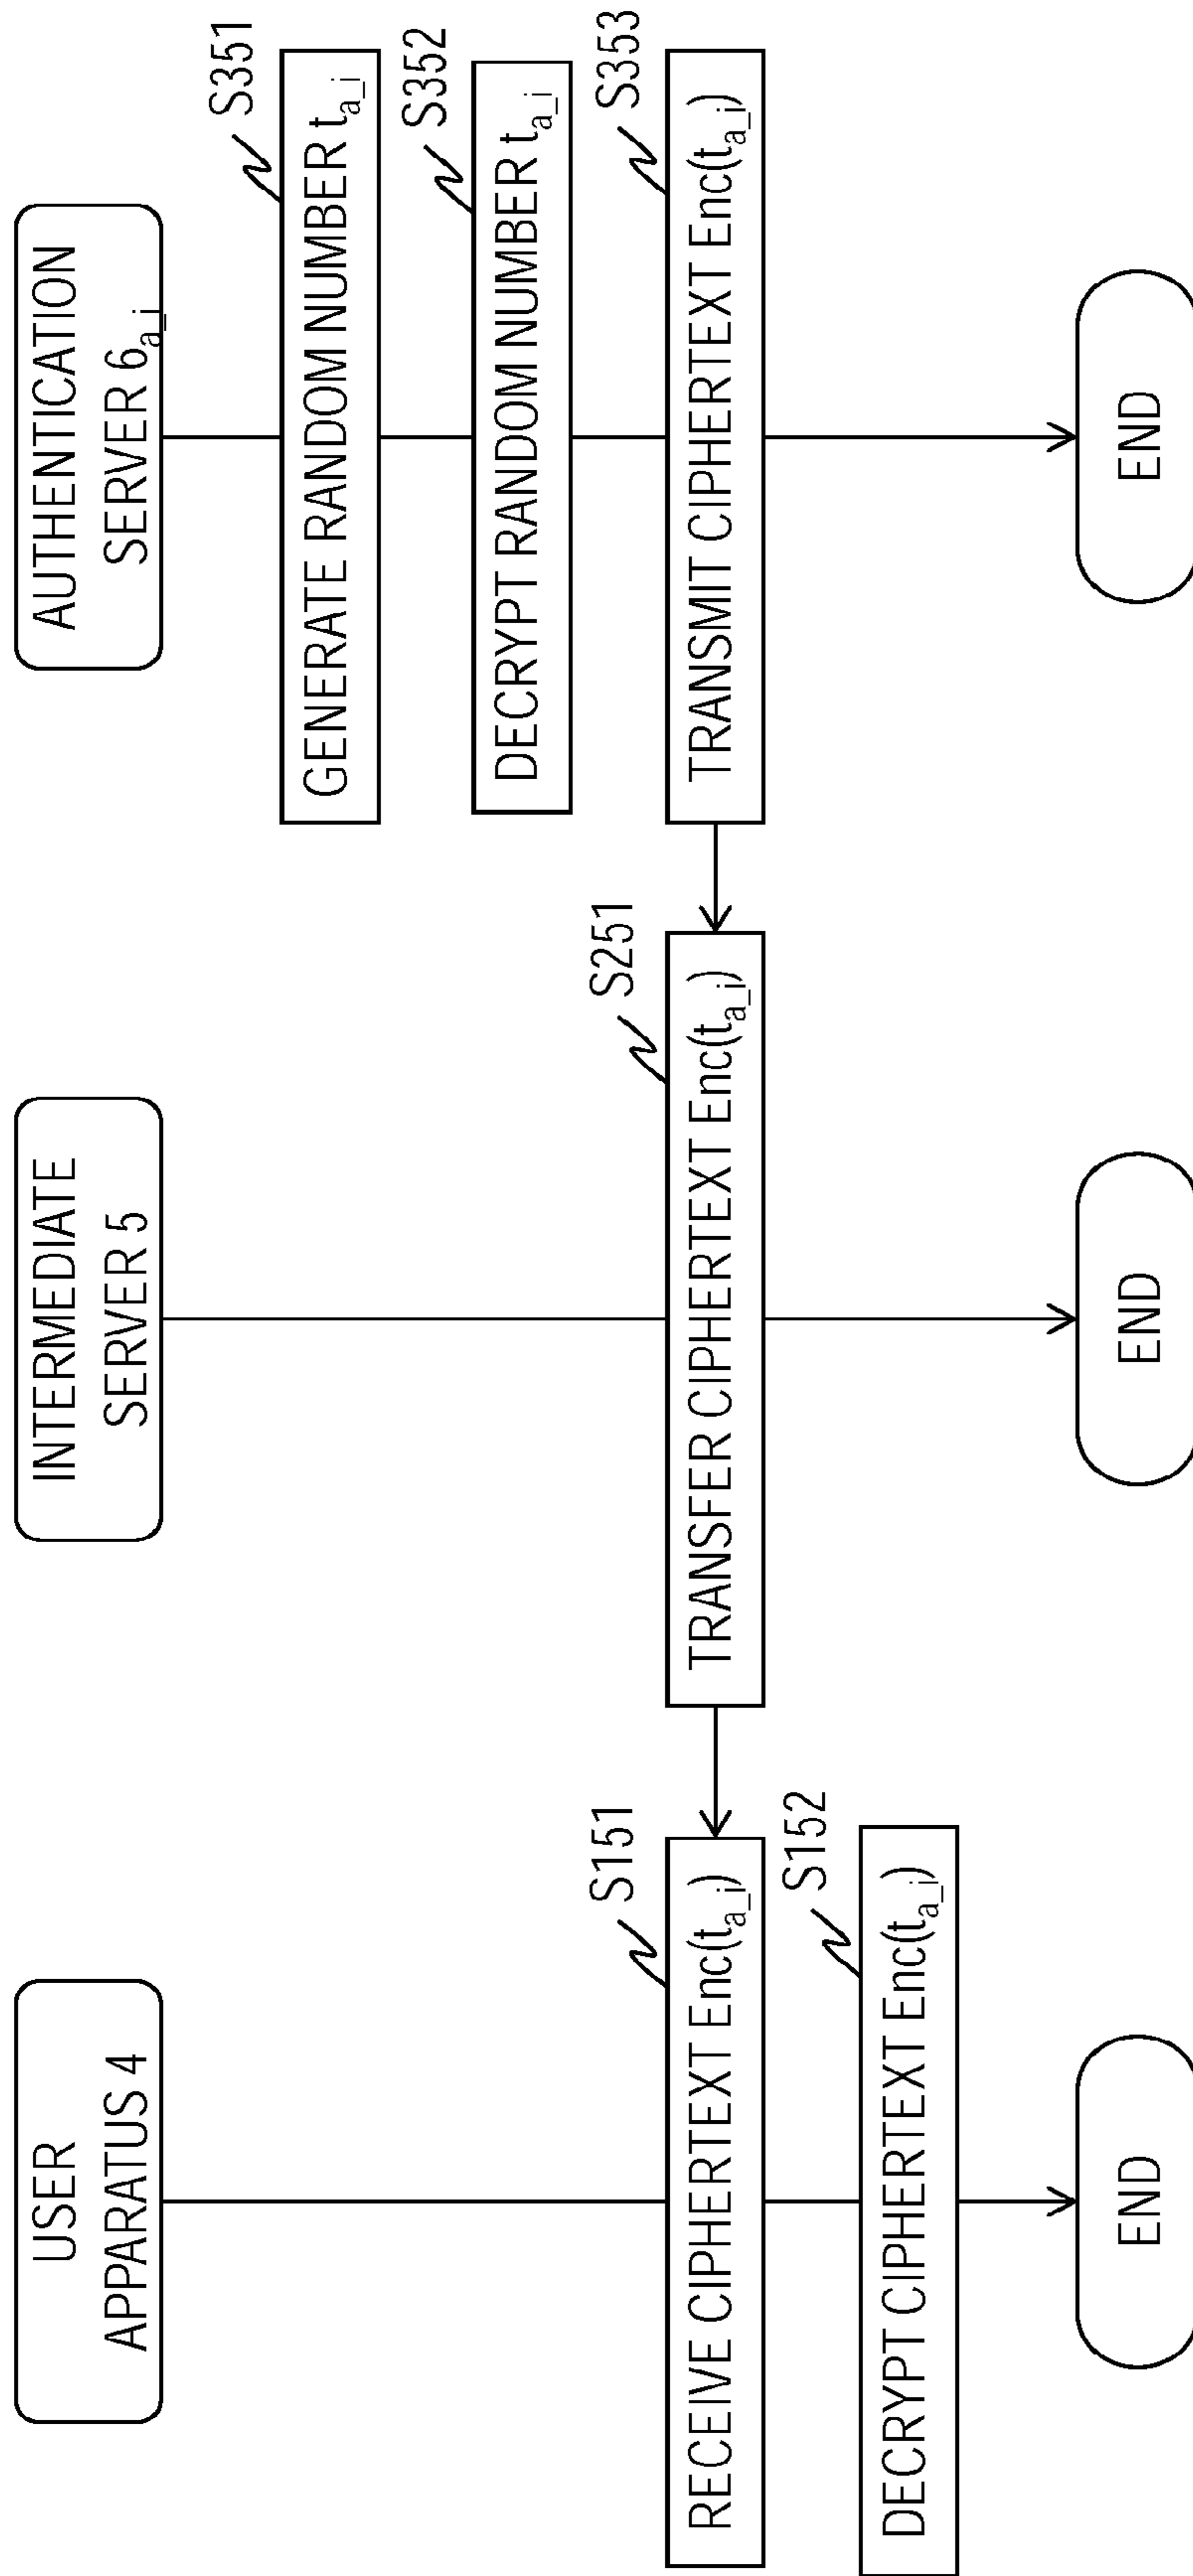 USER
APPARATUS 4
INTERMEDIATE
SERVER 5
AUTHENTICATION
SERVER 6a_i
S351
GENERATE RANDOM NUMBER ta_i
S352
DECRYPT RANDOM NUMBER ta_i
S151
RECEIVE CIPHERTEXT Enc(ta_i)
S251
TRANSFER CIPHERTEXT Enc(ta_i)
S353
TRANSMIT CIPHERTEXT Enc(ta_i)
S152
DECRYPT CIPHERTEXT Enc(ta_i)
END
END
END